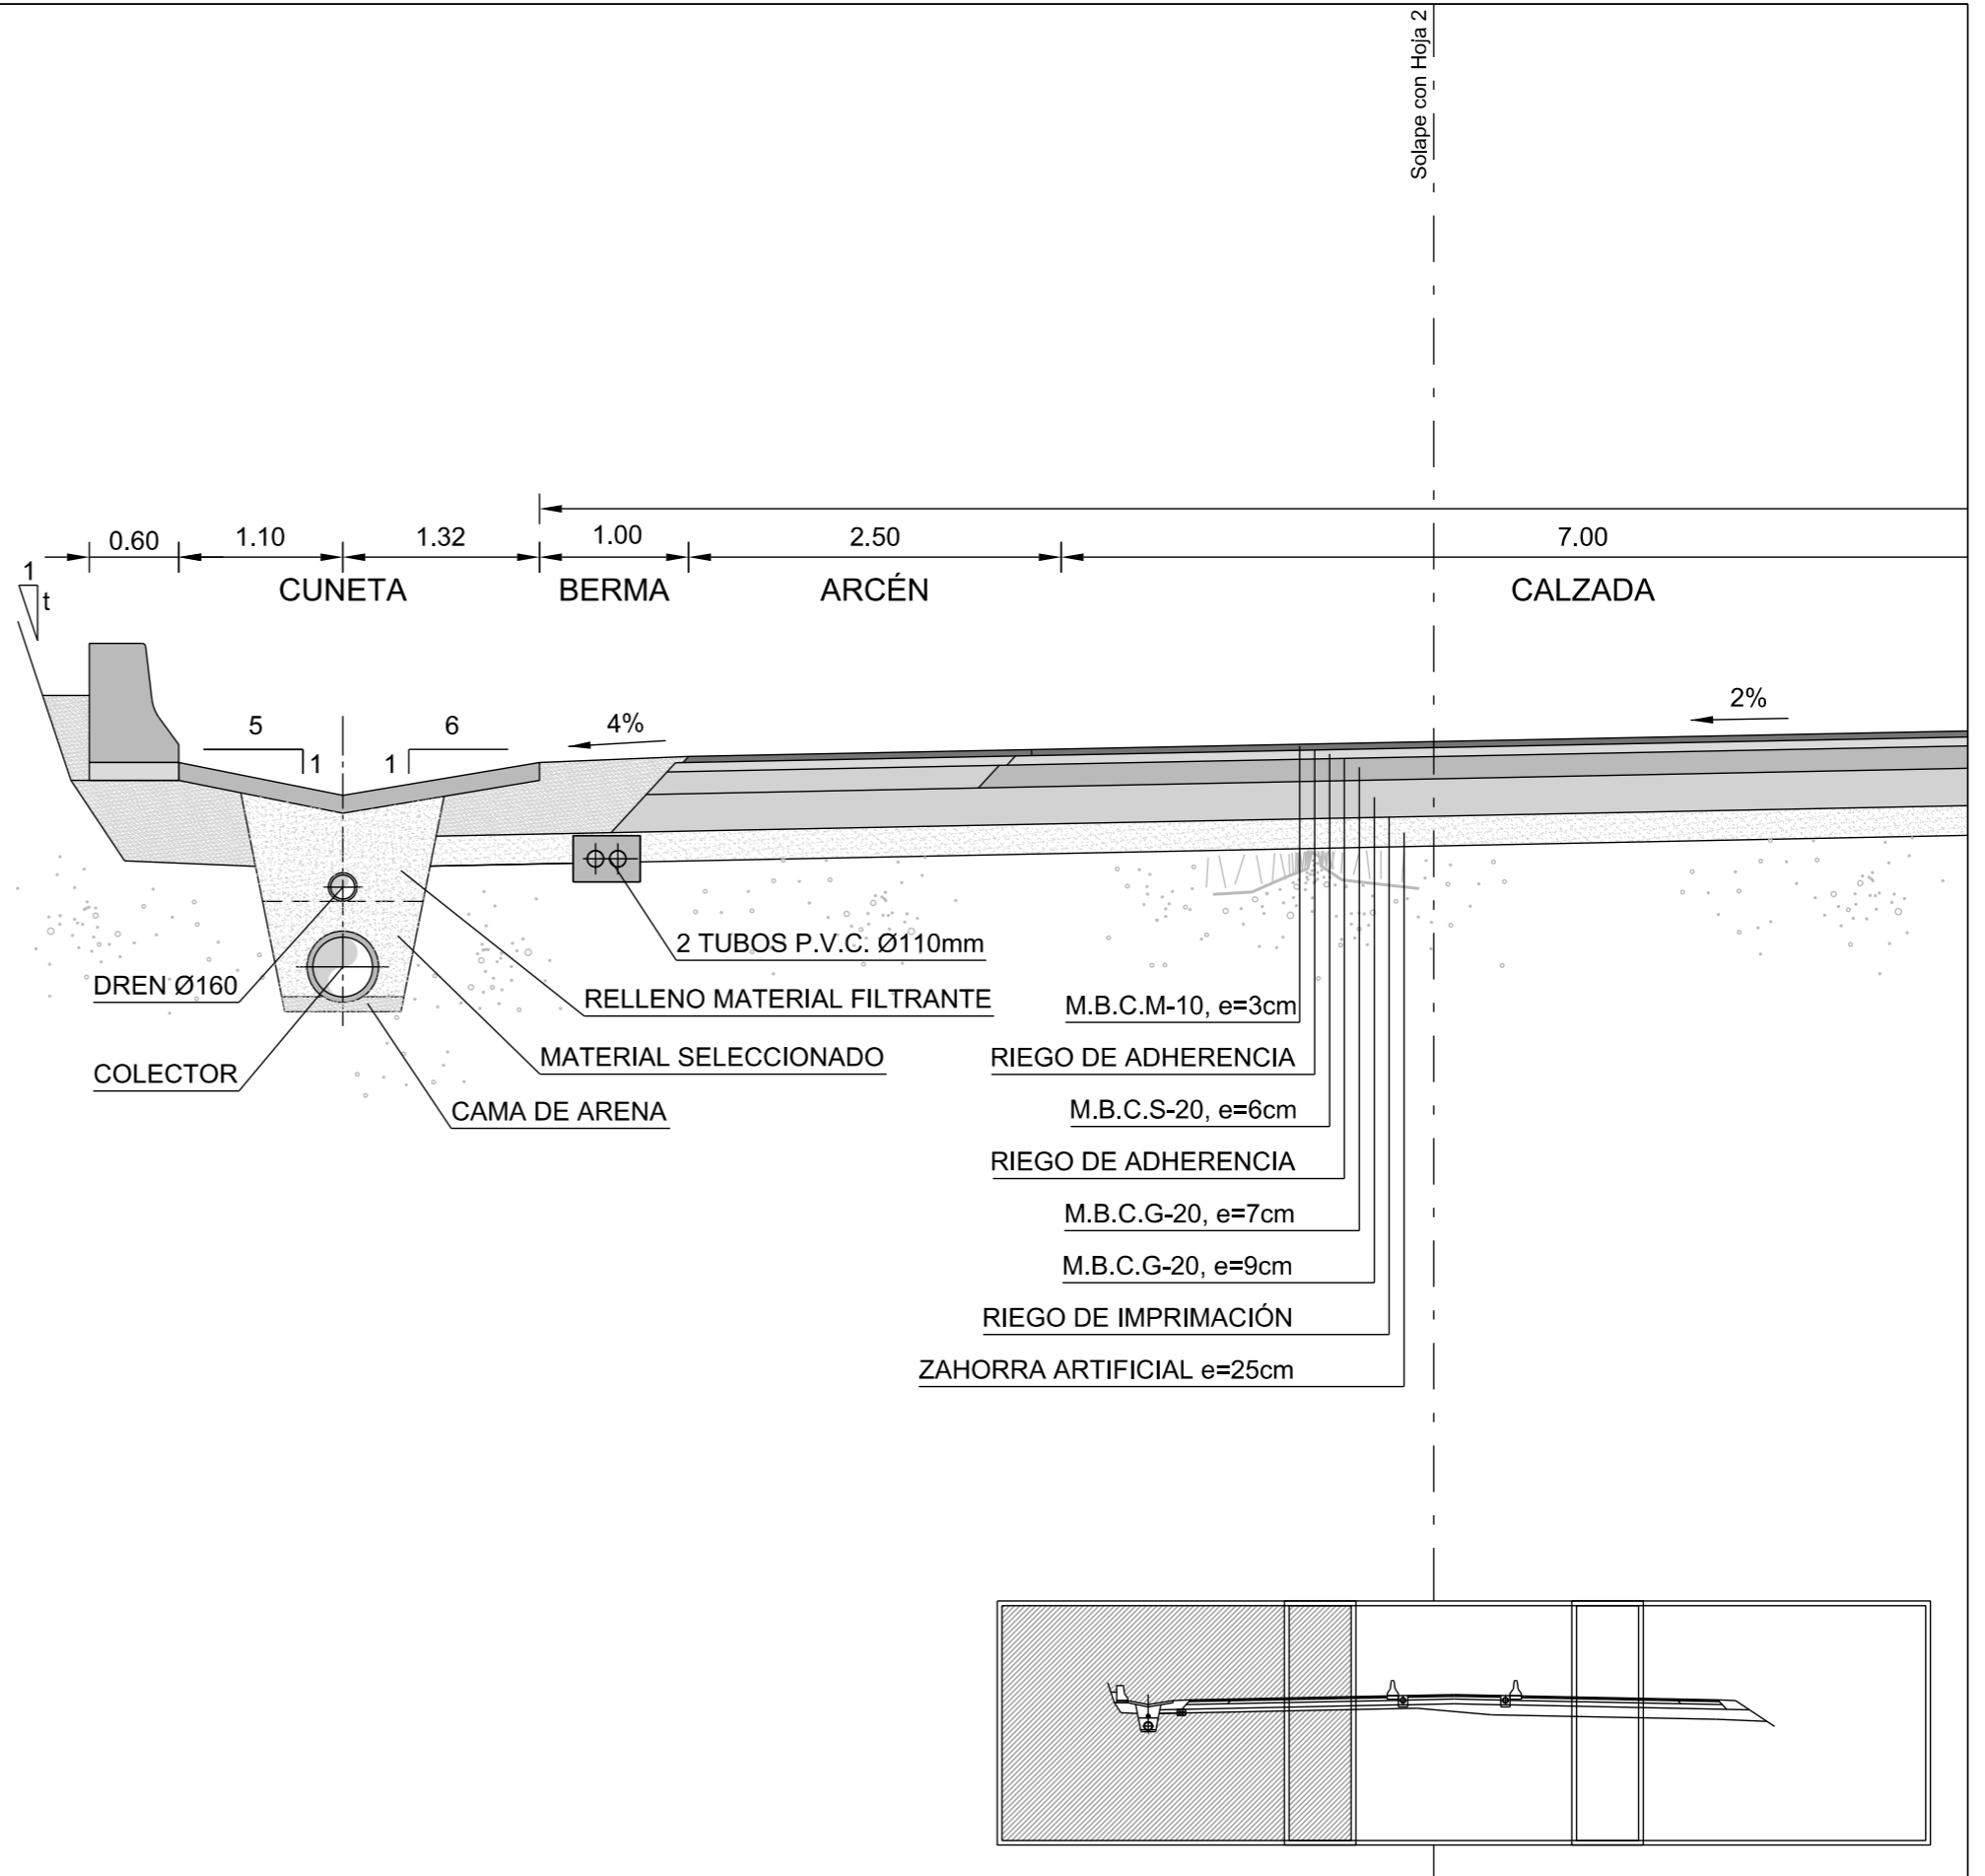 Solape con Hoja 2
0.60 1.10 1.32 1.00 2.50 7.00
CUNETA BERMA ARCÉN CALZADA
1
t
5
1
6
1
4%
2%
2 TUBOS P.V.C. Ø110mm
DREN Ø160
RELLENO MATERIAL FILTRANTE
MATERIAL SELECCIONADO
COLECTOR
CAMA DE ARENA
M.B.C.M-10, e=3cm
RIEGO DE ADHERENCIA
M.B.C.S-20, e=6cm
RIEGO DE ADHERENCIA
M.B.C.G-20, e=7cm
M.B.C.G-20, e=9cm
RIEGO DE IMPRIMACIÓN
ZAHORRA ARTIFICIAL e=25cm